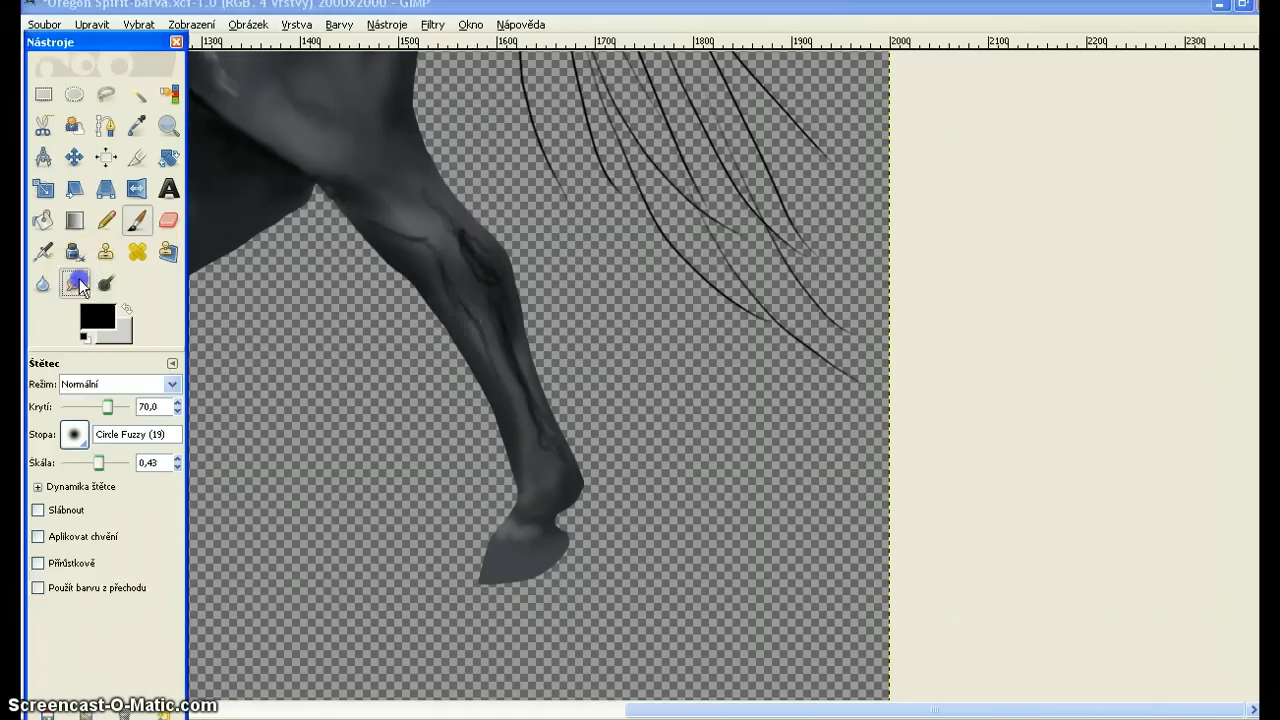 *Oregon Spirit-barva.xcf-1.0 (RGB, 4 vrstvy) 2000x2000 – GIMP
Soubor Upravit Vybrat Zobrazení Obrázek Vrstva Barvy Nástroje Filtry Okno Nápověda
Nástroje
1300 1400 1500 1600 1700 1800 1900 2000 2100 2200 2300
Štětec
Režim: Normální
Krytí: 70,0
Stopa: Circle Fuzzy (19)
Škála: 0,43
Dynamika štětce
Slábnout
Aplikovat chvění
Přírůstkově
Použít barvu z přechodu
Screencast-O-Matic.com